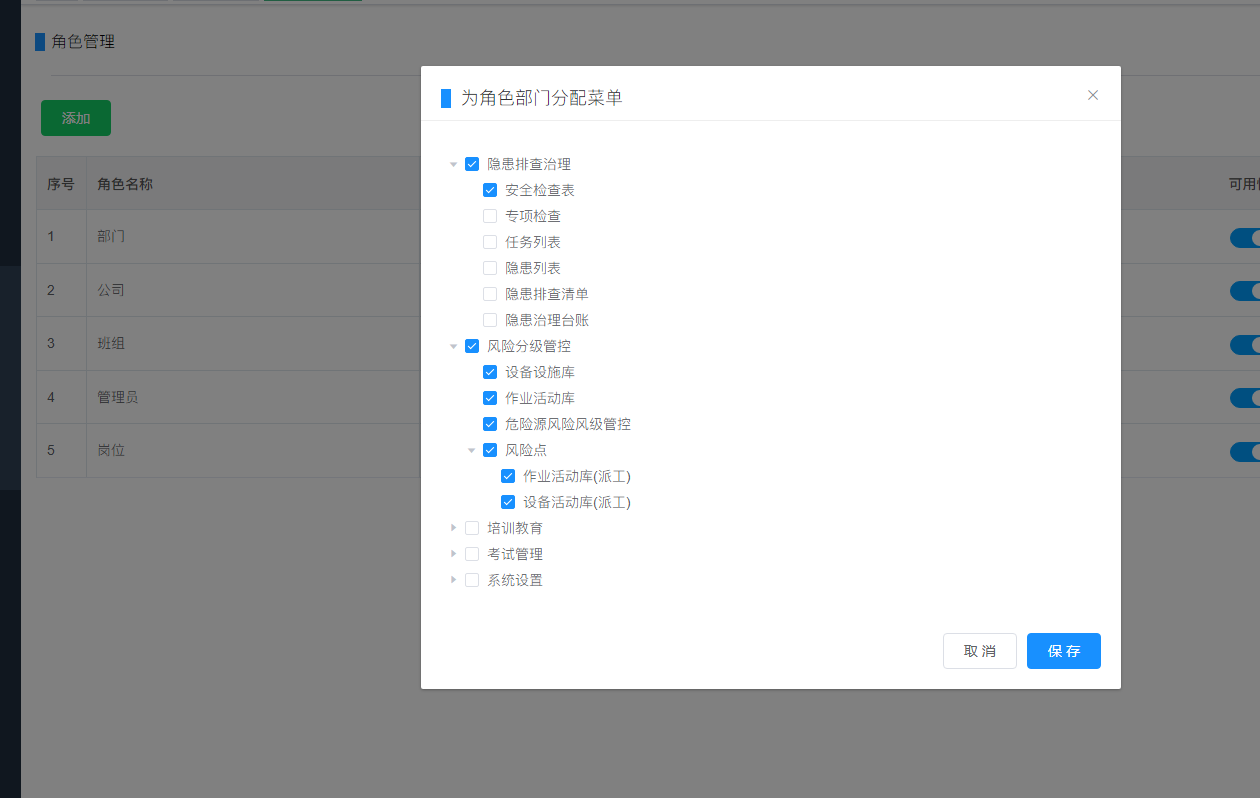 角色管理
添加
序号 角色名称 可用
1 部门
2 公司
3 班组
4 管理员
5 岗位
为角色部门分配菜单
隐患排查治理
安全检查表
专项检查
任务列表
隐患列表
隐患排查清单
隐患治理台账
风险分级管控
设备设施库
作业活动库
危险源风险风级管控
风险点
作业活动库(派工)
设备活动库(派工)
培训教育
考试管理
系统设置
取 消 保 存